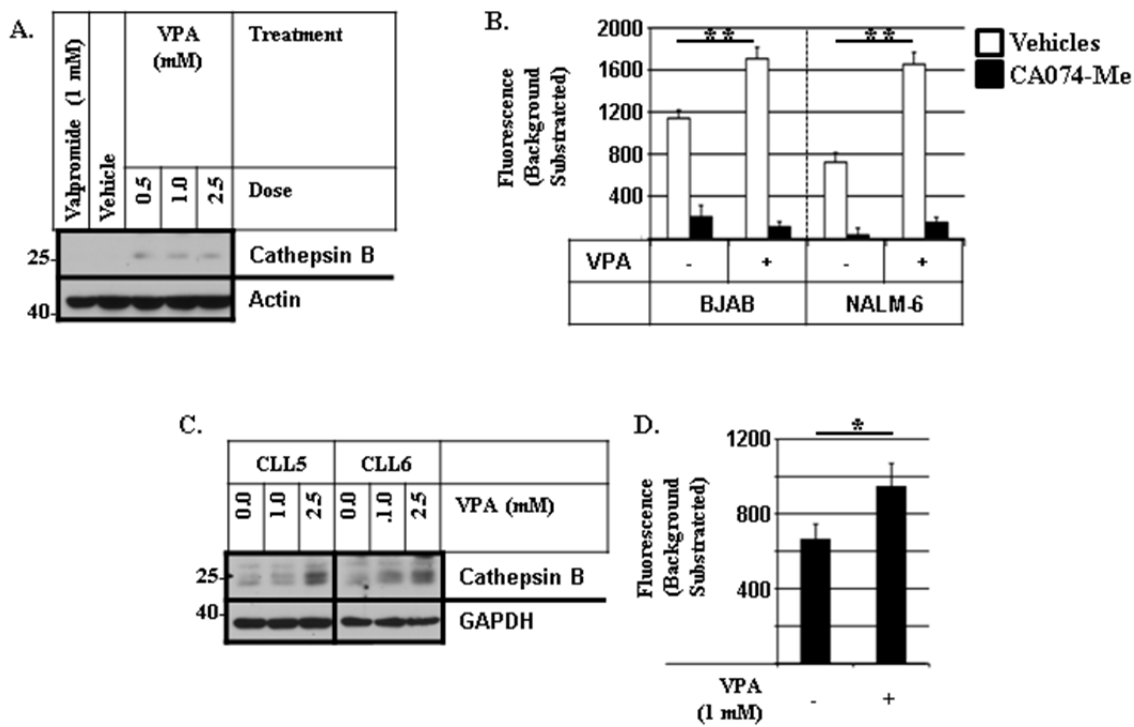 A.
Valpromide (1 mM)
Vehicle
VPA
(mM)
Treatment
0.5
1.0
2.5
Dose
25
Cathepsin B
40
Actin
B.
Fluorescence
(Background
Substratcted)
2000
1600
1200
800
400
**
**
Vehicles
CA074-Me
VPA
-
+
-
+
BJAB
NALM-6
C.
CLL5
CLL6
0.0
1.0
2.5
0.0
.1.0
2.5
VPA (mM)
25
Cathepsin B
40
GAPDH
D.
Fluorescence
(Background
Substratcted)
1200
800
400
*
VPA
(1 mM)
-
+